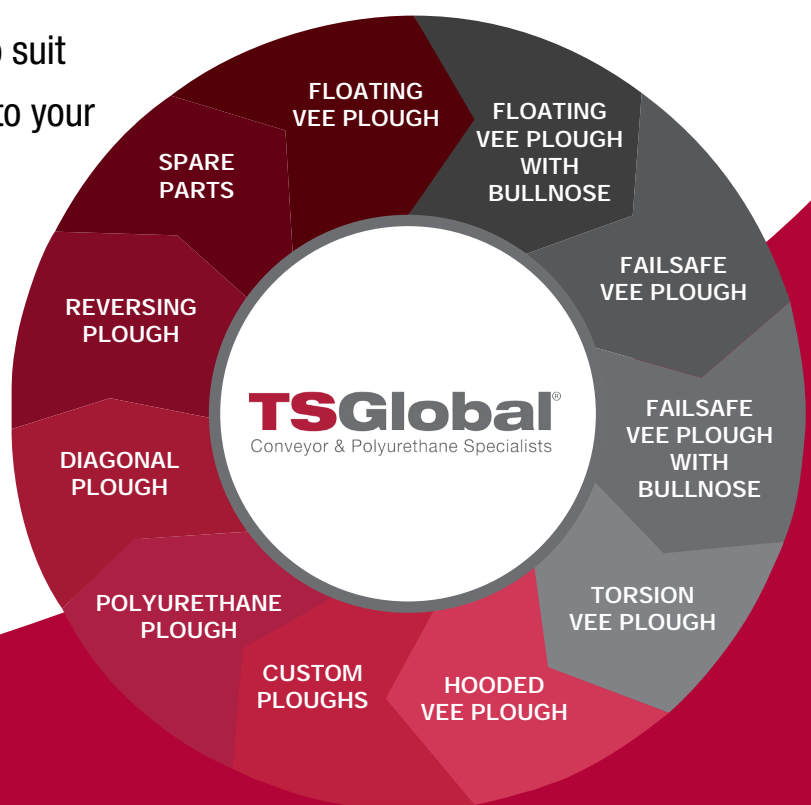 suit
to your
FLOATING
VEE PLOUGH
FLOATING
VEE PLOUGH
WITH
BULLNOSE
FAILSAFE
VEE PLOUGH
FAILSAFE
VEE PLOUGH
WITH
BULLNOSE
TORSION
VEE PLOUGH
HOODED
VEE PLOUGH
CUSTOM
PLOUGHS
POLYURETHANE
PLOUGH
DIAGONAL
PLOUGH
REVERSING
PLOUGH
SPARE
PARTS
TSGlobal®
Conveyor & Polyurethane Specialists